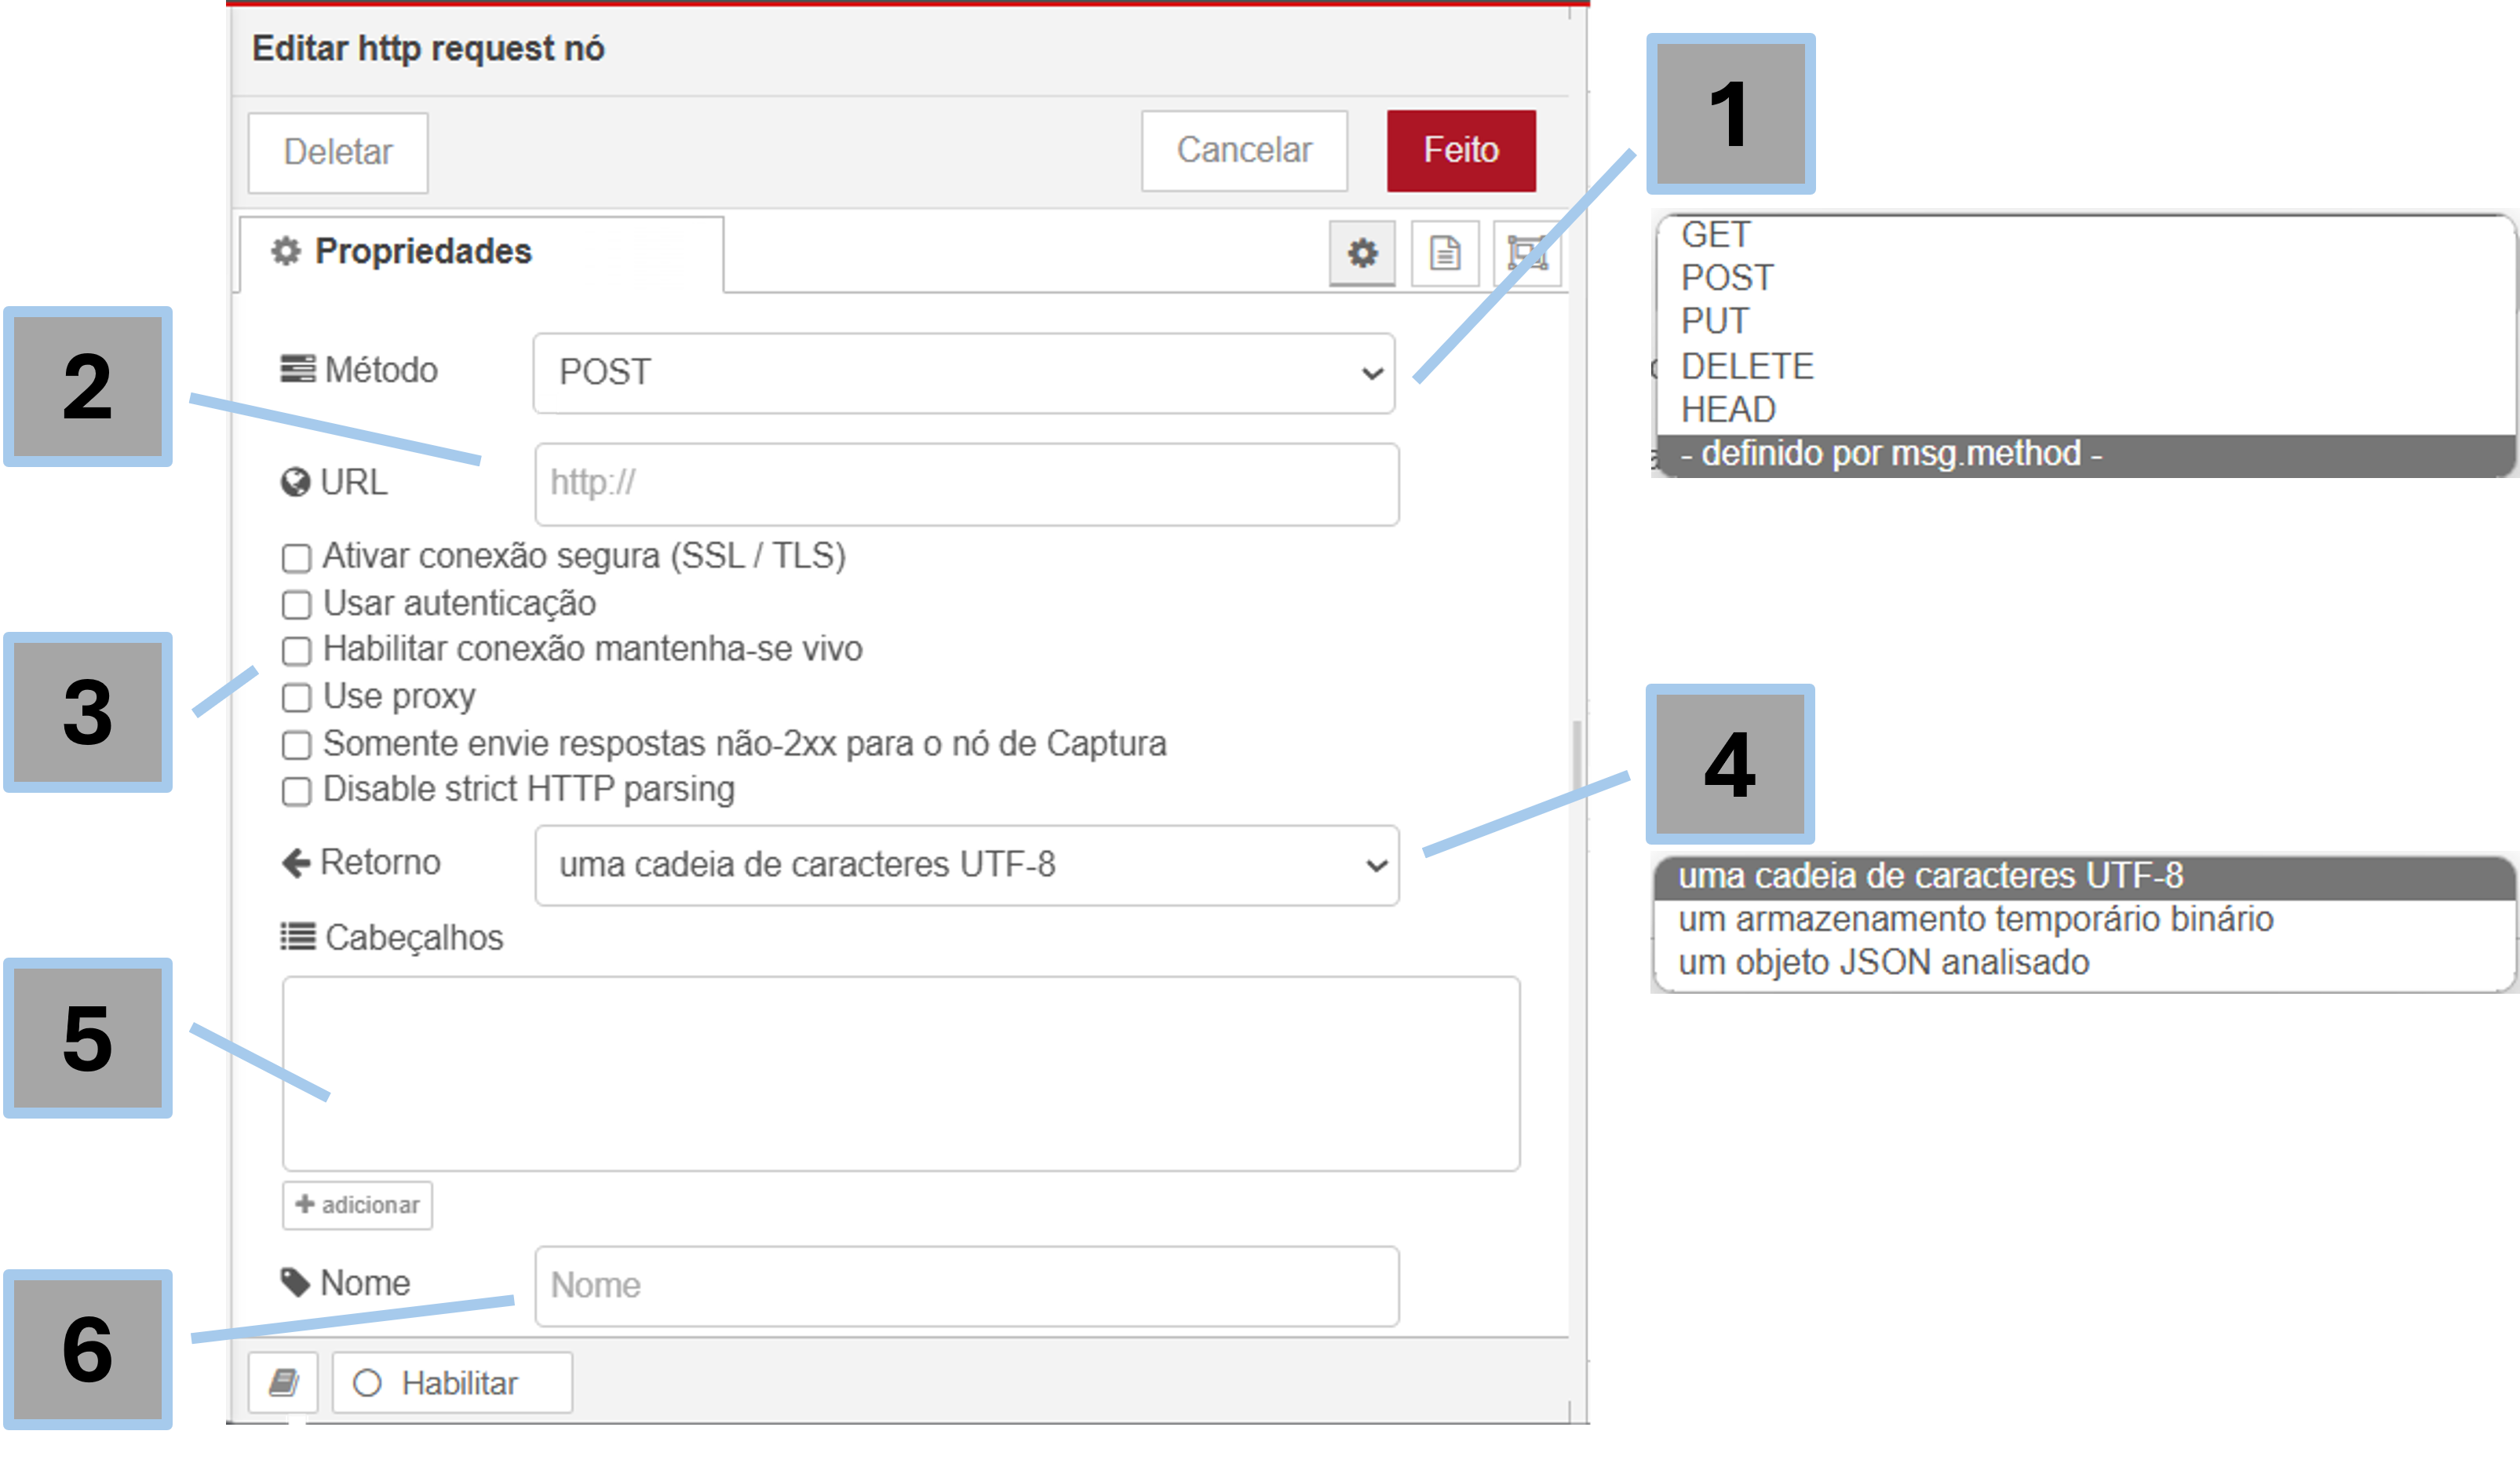 Editar http request nó
Deletar
Cancelar
Feito
1
Propriedades
GET
POST
PUT
DELETE
HEAD
- definido por msg.method -
2
Método
POST
URL
http://
Ativar conexão segura (SSL / TLS)
Usar autenticação
Habilitar conexão mantenha-se vivo
3
Use proxy
Somente envie respostas não-2xx para o nó de Captura
Disable strict HTTP parsing
4
Retorno
uma cadeia de caracteres UTF-8
uma cadeia de caracteres UTF-8
um armazenamento temporário binário
um objeto JSON analisado
Cabeçalhos
5
+ adicionar
Nome
Nome
6
Habilitar